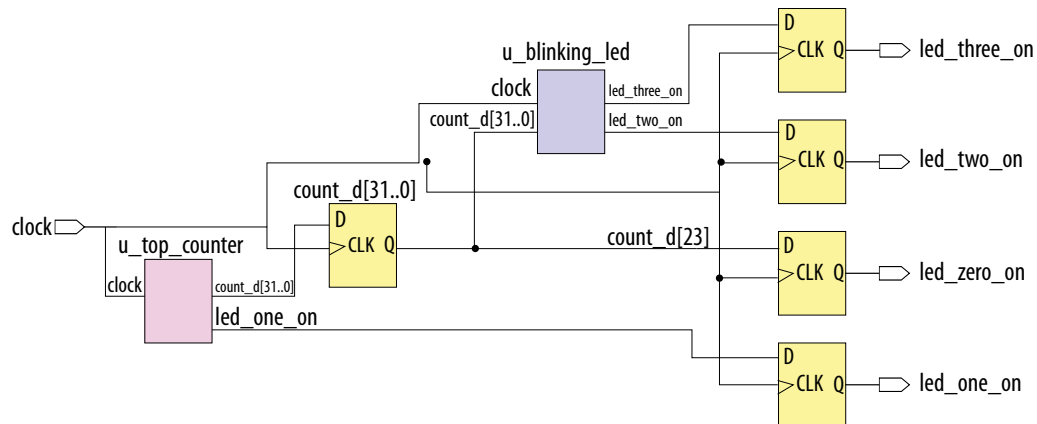 D
CLK Q
led_three_on
u_blinking_led
clock
led_three_on
count_d[31..0]
led_two_on
D
CLK Q
led_two_on
count_d[31..0]
D
CLK Q
clock
u_top_counter
clock
count_d[31..0]
led_one_on
count_d[23]
D
CLK Q
led_zero_on
D
CLK Q
led_one_on